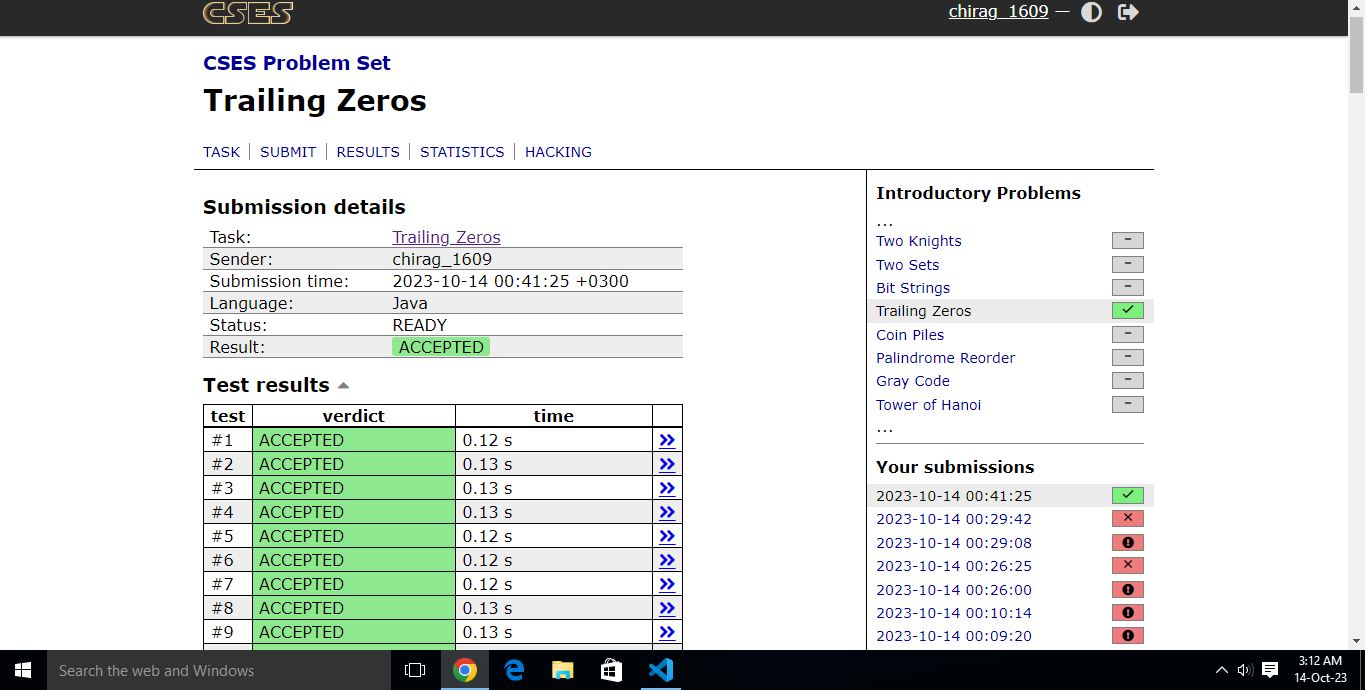 CSES
chirag_1609 —
CSES Problem Set
Trailing Zeros
TASK | SUBMIT | RESULTS | STATISTICS | HACKING
Submission details
Task: Trailing Zeros
Sender: chirag_1609
Submission time: 2023-10-14 00:41:25 +0300
Language: Java
Status: READY
Result: ACCEPTED
Test results
test verdict time
#1 ACCEPTED 0.12 s »
#2 ACCEPTED 0.13 s »
#3 ACCEPTED 0.13 s »
#4 ACCEPTED 0.13 s »
#5 ACCEPTED 0.12 s »
#6 ACCEPTED 0.12 s »
#7 ACCEPTED 0.12 s »
#8 ACCEPTED 0.13 s »
#9 ACCEPTED 0.13 s »
Introductory Problems
...
Two Knights –
Two Sets –
Bit Strings –
Trailing Zeros ✓
Coin Piles –
Palindrome Reorder –
Gray Code –
Tower of Hanoi –
...
Your submissions
2023-10-14 00:41:25 ✓
2023-10-14 00:29:42 ×
2023-10-14 00:29:08
2023-10-14 00:26:25 ×
2023-10-14 00:26:00
2023-10-14 00:10:14
2023-10-14 00:09:20
Search the web and Windows
3:12 AM
14-Oct-23